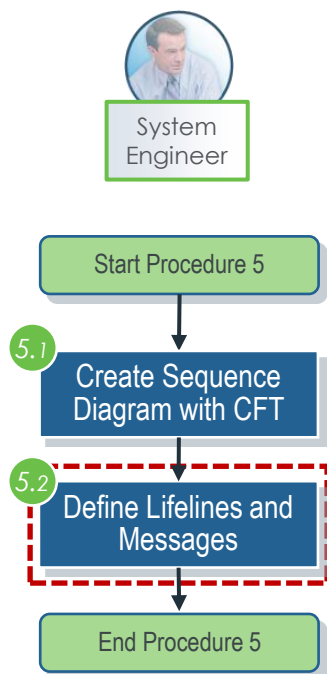 System
Engineer
Start Procedure 5
5.1
Create Sequence
Diagram with CFT
5.2
Define Lifelines and
Messages
End Procedure 5